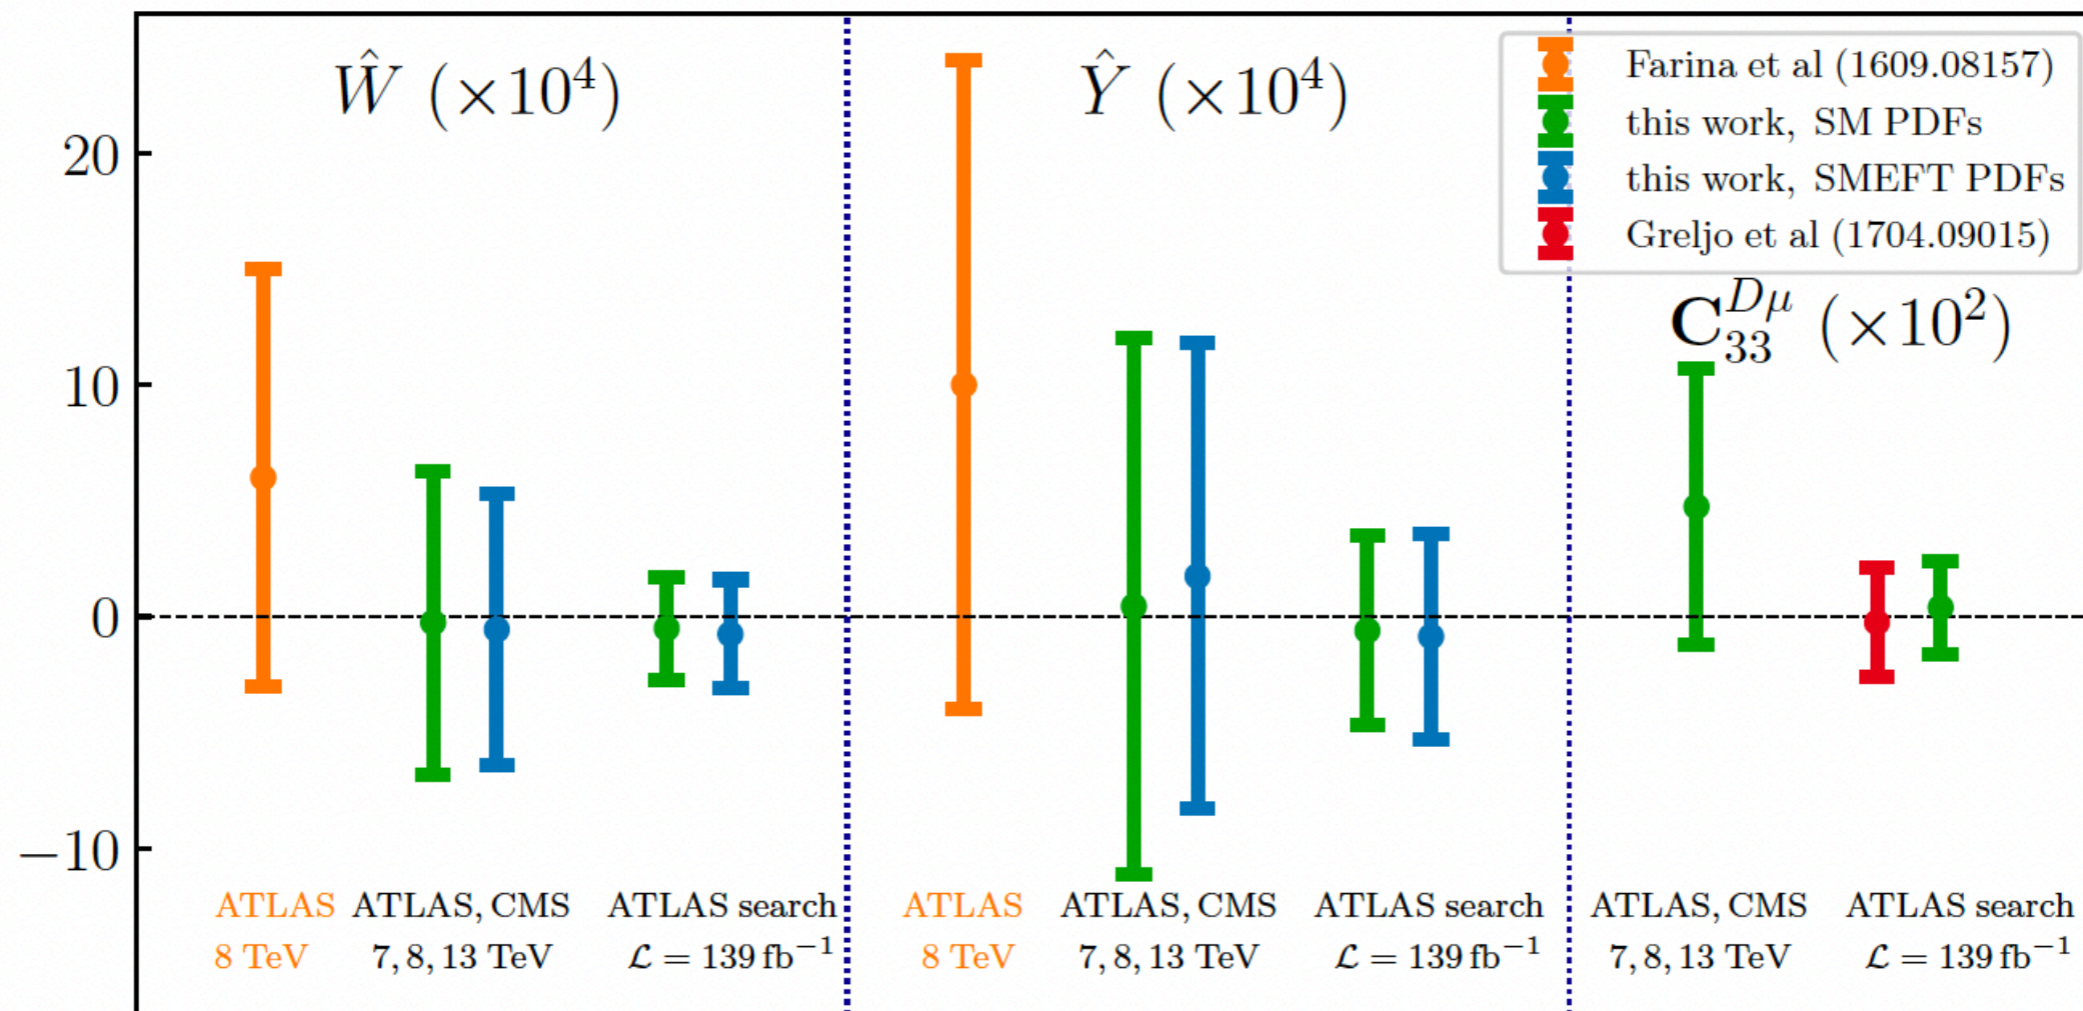 Ŵ (×10⁴)
Ŷ (×10⁴)
Farina et al (1609.08157)
this work, SM PDFs
this work, SMEFT PDFs
Greljo et al (1704.09015)
C₃₃^{Dμ} (×10²)
20
10
0
−10
ATLAS
8 TeV
ATLAS, CMS
7, 8, 13 TeV
ATLAS search
ℒ = 139 fb⁻¹
ATLAS
8 TeV
ATLAS, CMS
7, 8, 13 TeV
ATLAS search
ℒ = 139 fb⁻¹
ATLAS, CMS
7, 8, 13 TeV
ATLAS search
ℒ = 139 fb⁻¹